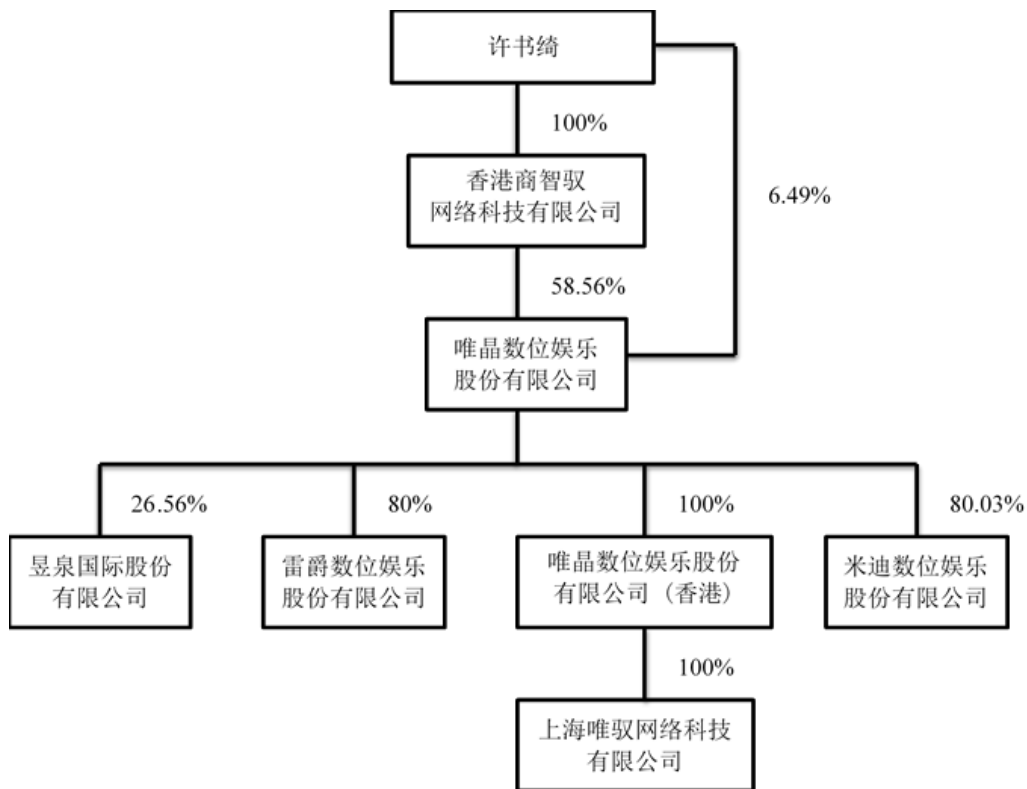 许书绮
100%
香港商智驭
网络科技有限公司
6.49%
58.56%
唯晶数位娱乐
股份有限公司
26.56%
80%
100%
80.03%
昱泉国际股份
有限公司
雷爵数位娱乐
股份有限公司
唯晶数位娱乐股份
有限公司（香港）
米迪数位娱乐
股份有限公司
100%
上海唯驭网络科技
有限公司